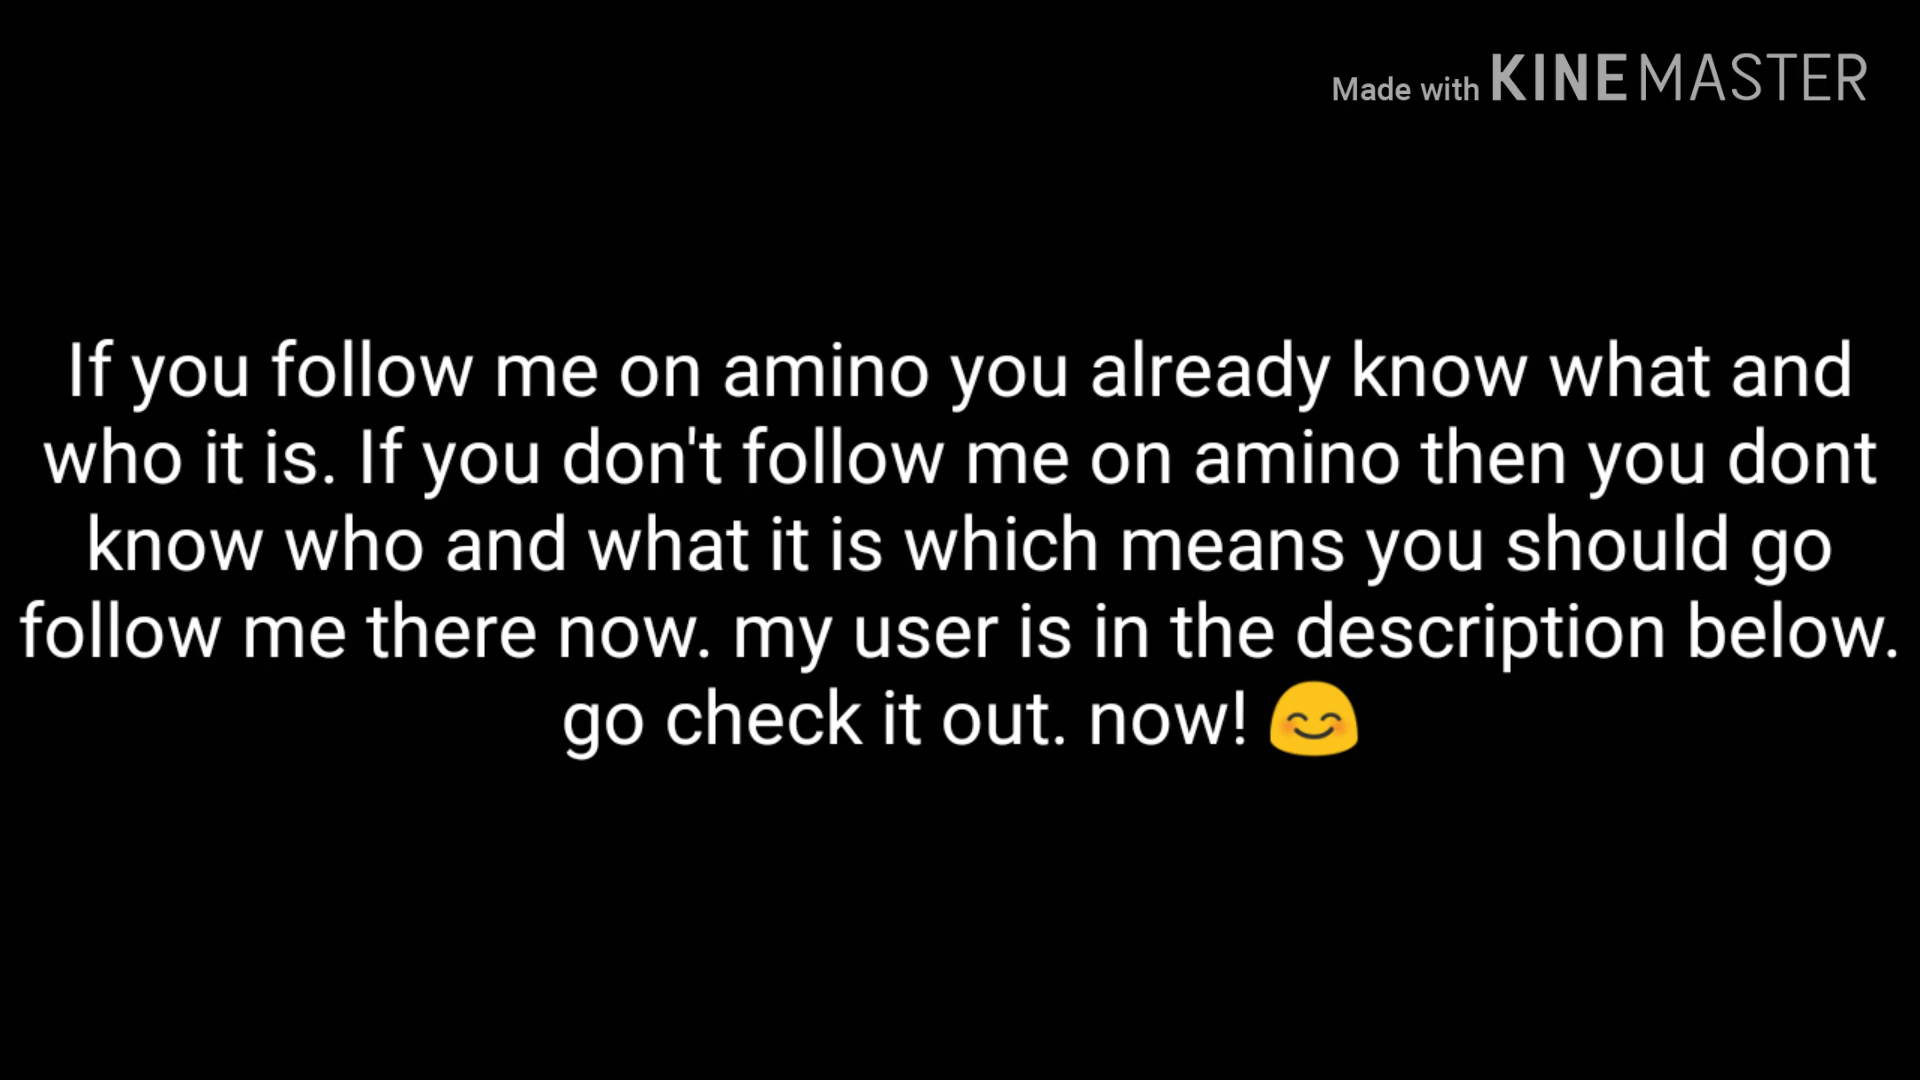 Made with KINEMASTER
If you follow me on amino you already know what and
who it is. If you don't follow me on amino then you dont
know who and what it is which means you should go
follow me there now. my user is in the description below.
go check it out. now! 😊